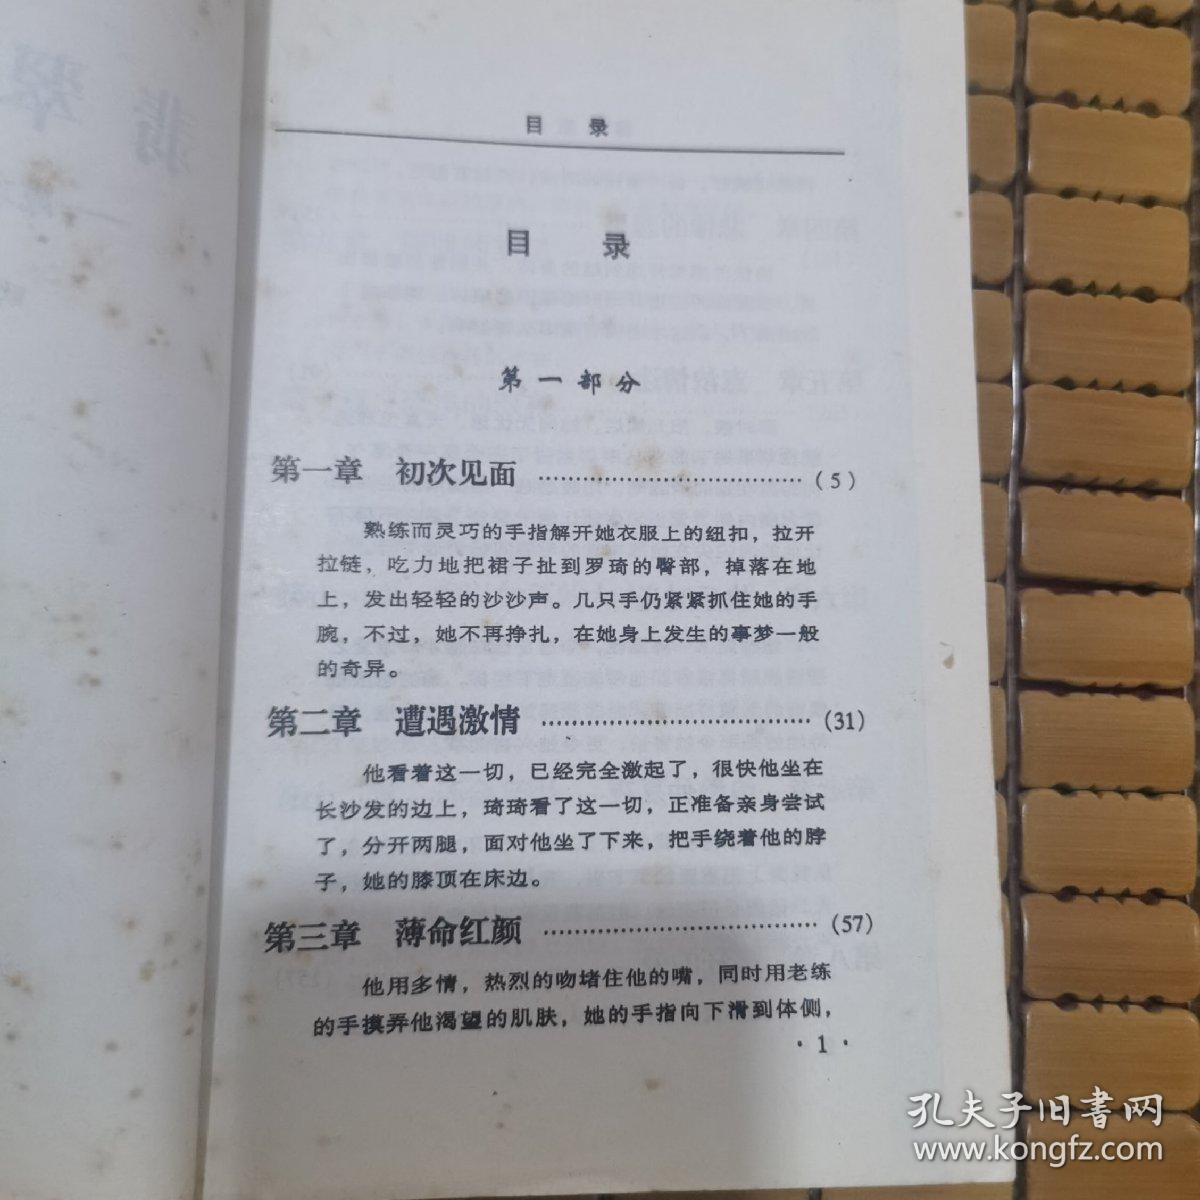 翡翠
目 录
目 录
第一部分
第一章 初次见面 ……………………………… (5)
熟练而灵巧的手指解开她衣服上的纽扣，拉开
拉链，吃力地把裙子扯到罗琦的臀部，掉落在地
上，发出轻轻的沙沙声。几只手仍紧紧抓住她的手
腕，不过，她不再挣扎，在她身上发生的事梦一般
的奇异。
第二章 遭遇激情 ……………………………… (31)
他看着这一切，已经完全激起了，很快他坐在
长沙发的边上，琦琦看了这一切，正准备亲身尝试
了，分开两腿，面对他坐了下来，把手绕着他的脖
子，她的膝顶在床边。
第三章 薄命红颜 ……………………………… (57)
他用多情，热烈的吻堵住他的嘴，同时用老练
的手摸弄他渴望的肌肤，她的手指向下滑到体侧，
· 1 ·
孔夫子旧书网
www.kongfz.com